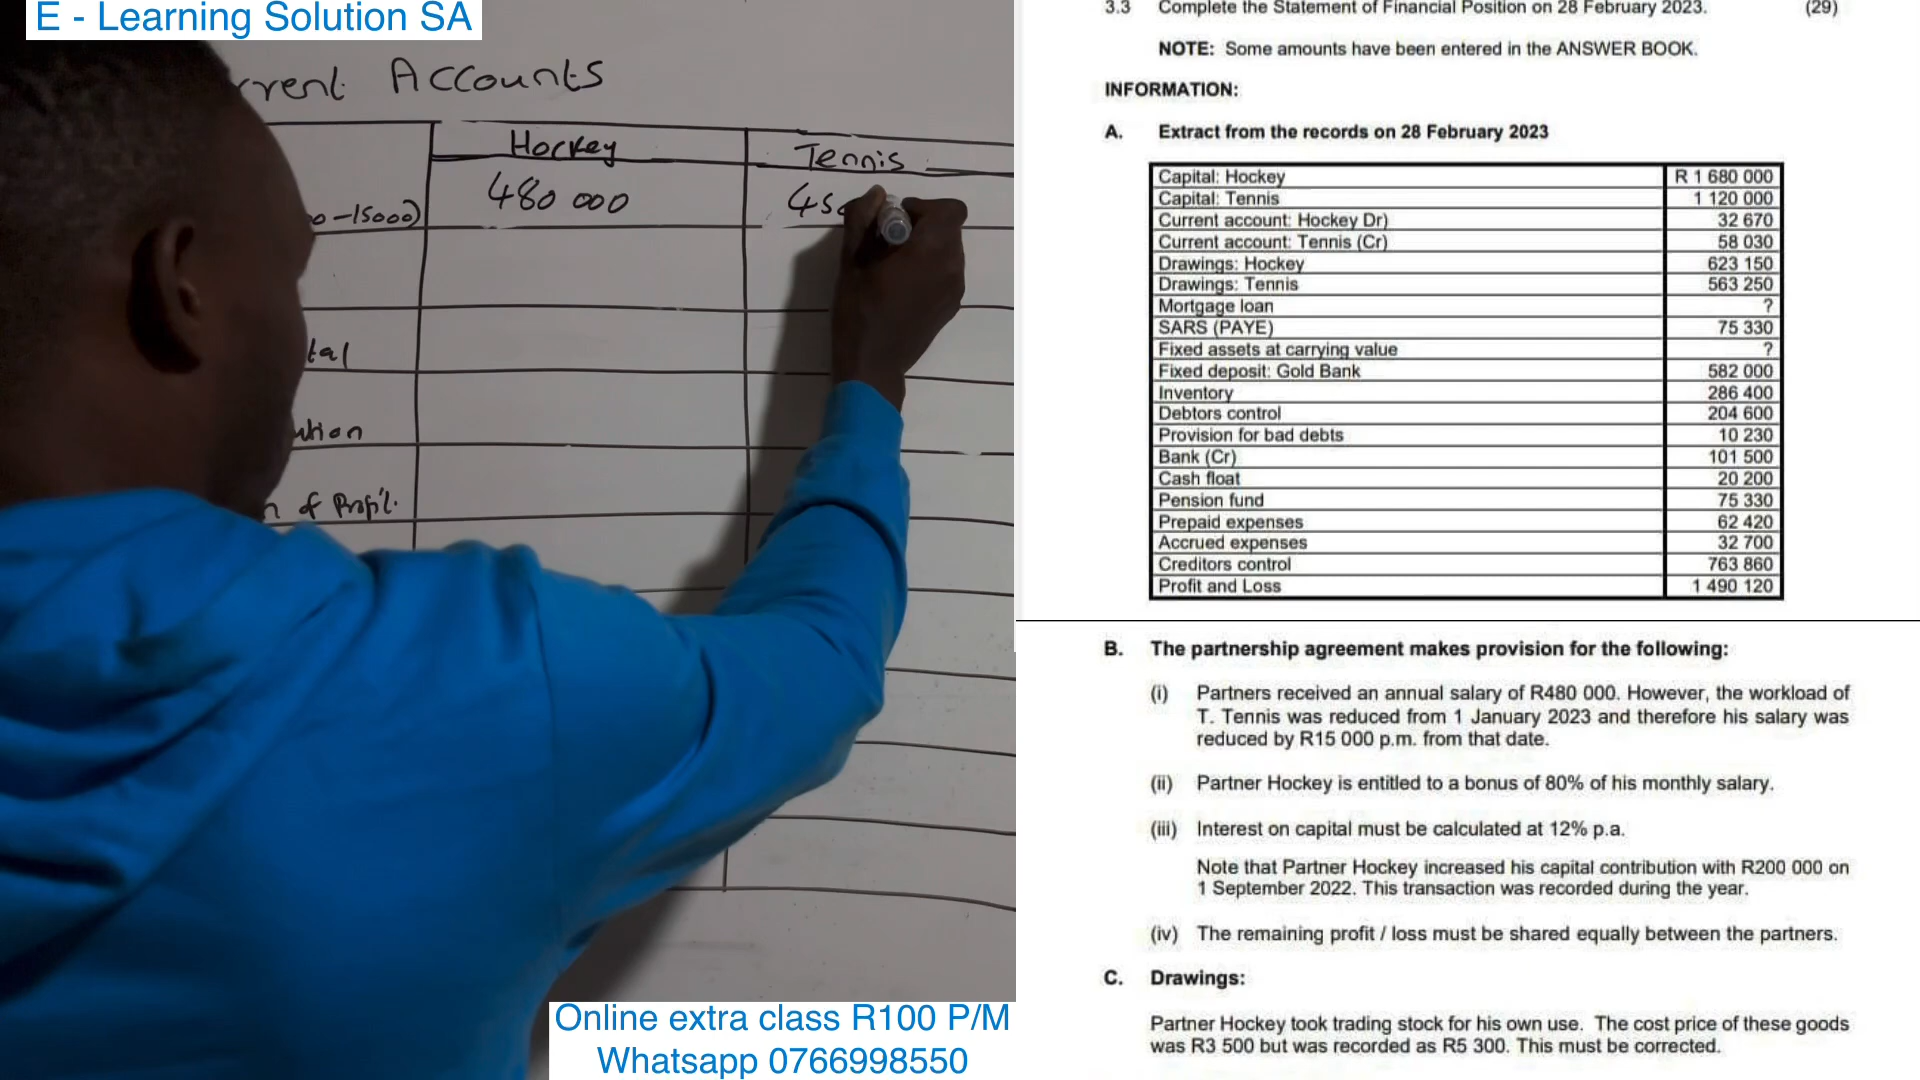 E - Learning Solution SA
rrent Accounts
Hockey
Tennis
480 000
45
0 -15000)
tal
ution
n of Profit.
Online extra class R100 P/M
Whatsapp 0766998550
3.3 Complete the Statement of Financial Position on 28 February 2023. (29)
NOTE: Some amounts have been entered in the ANSWER BOOK.
INFORMATION:
A. Extract from the records on 28 February 2023
Capital: Hockey R 1 680 000
Capital: Tennis 1 120 000
Current account: Hockey Dr) 32 670
Current account: Tennis (Cr) 58 030
Drawings: Hockey 623 150
Drawings: Tennis 563 250
Mortgage loan ?
SARS (PAYE) 75 330
Fixed assets at carrying value ?
Fixed deposit: Gold Bank 582 000
Inventory 286 400
Debtors control 204 600
Provision for bad debts 10 230
Bank (Cr) 101 500
Cash float 20 200
Pension fund 75 330
Prepaid expenses 62 420
Accrued expenses 32 700
Creditors control 763 860
Profit and Loss 1 490 120
B. The partnership agreement makes provision for the following:
(i) Partners received an annual salary of R480 000. However, the workload of
T. Tennis was reduced from 1 January 2023 and therefore his salary was
reduced by R15 000 p.m. from that date.
(ii) Partner Hockey is entitled to a bonus of 80% of his monthly salary.
(iii) Interest on capital must be calculated at 12% p.a.
Note that Partner Hockey increased his capital contribution with R200 000 on
1 September 2022. This transaction was recorded during the year.
(iv) The remaining profit / loss must be shared equally between the partners.
C. Drawings:
Partner Hockey took trading stock for his own use. The cost price of these goods
was R3 500 but was recorded as R5 300. This must be corrected.